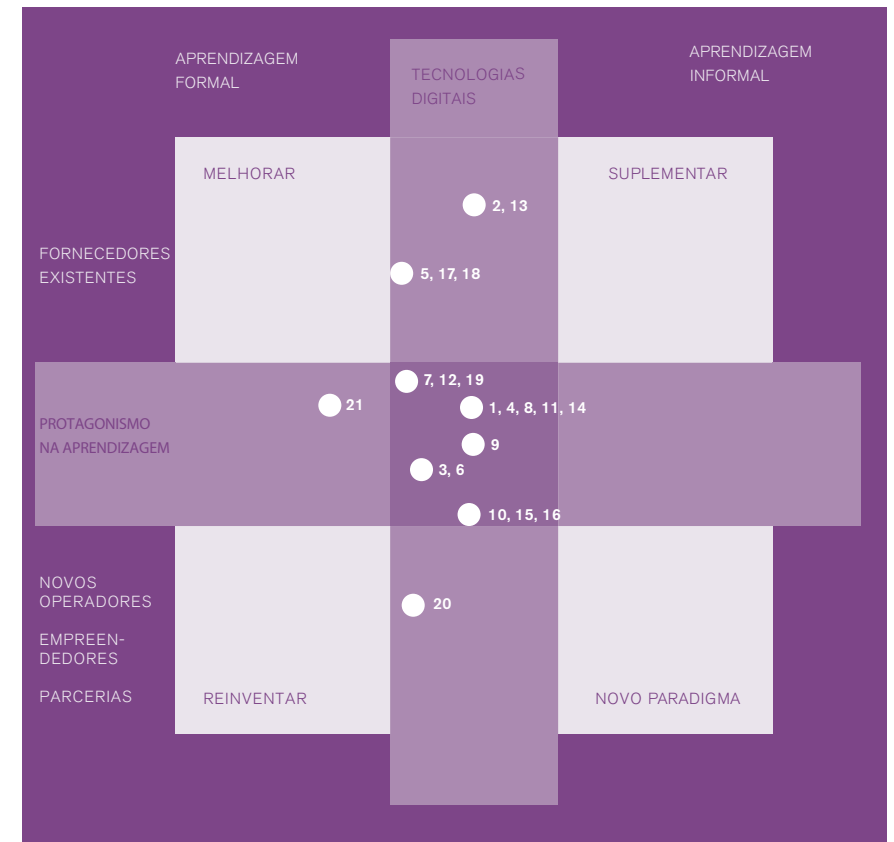 APRENDIZAGEM
FORMAL
TECNOLOGIAS
DIGITAIS
APRENDIZAGEM
INFORMAL
MELHORAR
SUPLEMENTAR
2, 13
FORNECEDORES
EXISTENTES
5, 17, 18
7, 12, 19
21
1, 4, 8, 11, 14
PROTAGONISMO
NA APRENDIZAGEM
9
3, 6
10, 15, 16
NOVOS
OPERADORES
20
EMPREEN-
DEDORES
PARCERIAS
REINVENTAR
NOVO PARADIGMA